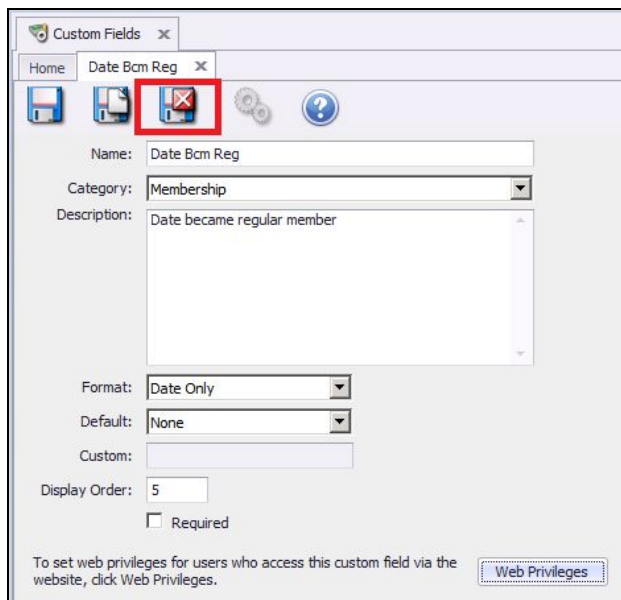 Custom Fields
Home Date Bcm Reg
Name: Date Bcm Reg
Category: Membership
Description: Date became regular member
Format: Date Only
Default: None
Custom:
Display Order: 5
Required
To set web privileges for users who access this custom field via the
website, click Web Privileges.
Web Privileges